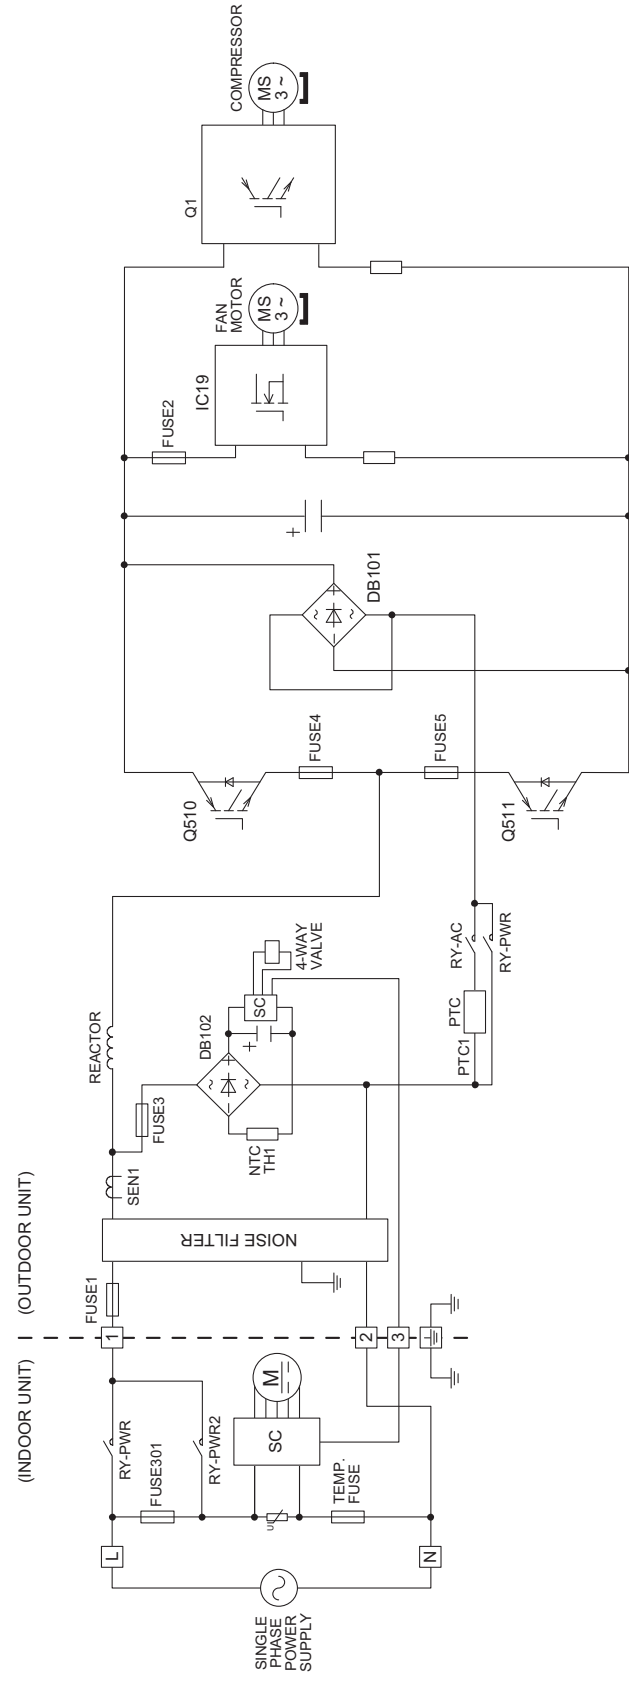 (INDOOR UNIT)
(OUTDOOR UNIT)
SINGLE
PHASE
POWER
SUPPLY
L
N
RY-PWR
FUSE301
RY-PWR2
U
TEMP.
FUSE
SC
M
1
2
3
FUSE1
NOISE FILTER
SEN1
FUSE3
REACTOR
NTC
TH1
DB102
~
~
+
−
+
SC
4-WAY
VALVE
PTC1
PTC
RY-AC
RY-PWR
Q510
FUSE4
FUSE5
Q511
DB101
~
~
+
−
+
FUSE2
IC19
FAN
MOTOR
MS
3 ~
Q1
COMPRESSOR
MS
3 ~